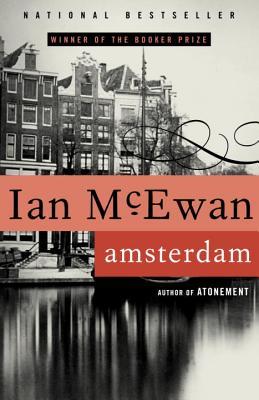 NATIONAL BESTSELLER
WINNER OF THE BOOKER PRIZE
Ian McEwan
amsterdam
AUTHOR OF ATONEMENT